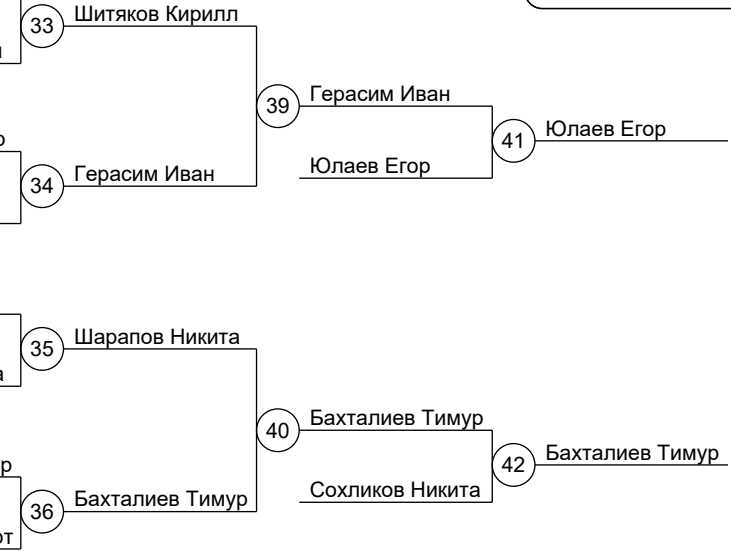 Шитяков Кирилл
33
Герасим Иван
39
Юлаев Егор
41
Герасим Иван
Юлаев Егор
34
Шарапов Никита
35
Бахталиев Тимур
40
Бахталиев Тимур
42
Сохликов Никита
Бахталиев Тимур
36